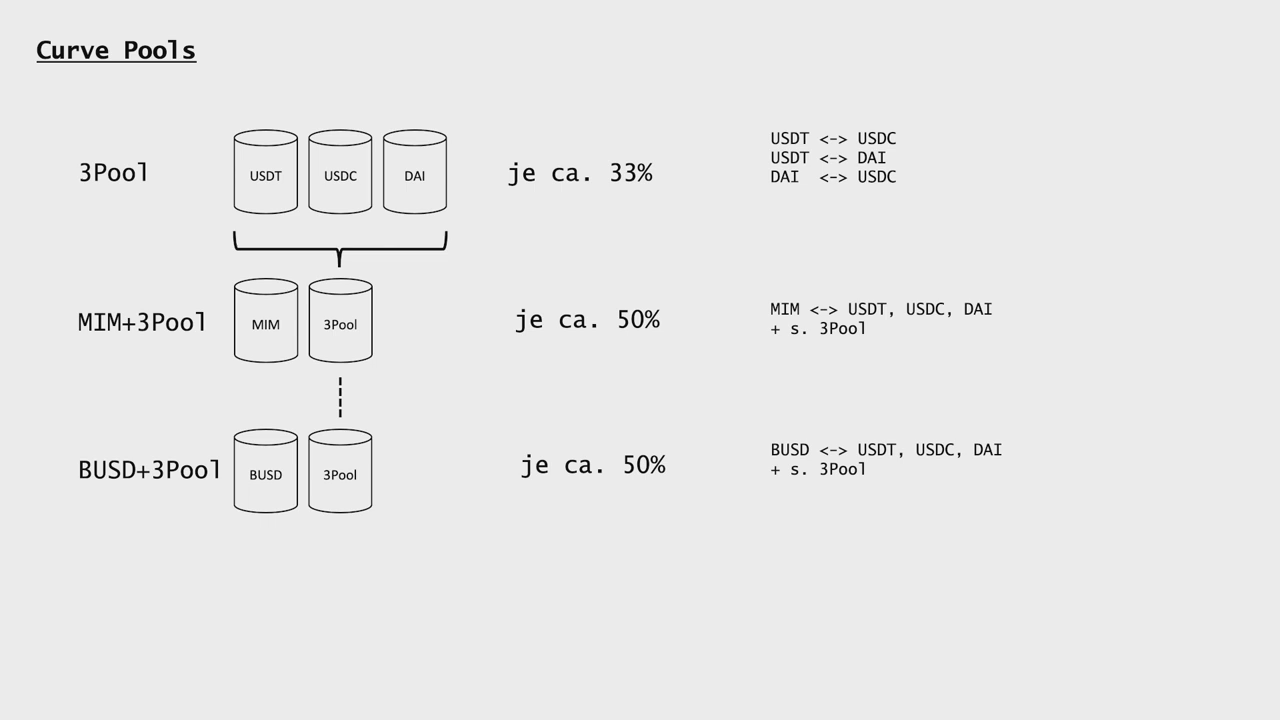 Curve Pools
3Pool
USDT
USDC
DAI
je ca. 33%
USDT <-> USDC
USDT <-> DAI
DAI  <-> USDC
MIM+3Pool
MIM
3Pool
je ca. 50%
MIM <-> USDT, USDC, DAI
+ s. 3Pool
BUSD+3Pool
BUSD
3Pool
je ca. 50%
BUSD <-> USDT, USDC, DAI
+ s. 3Pool